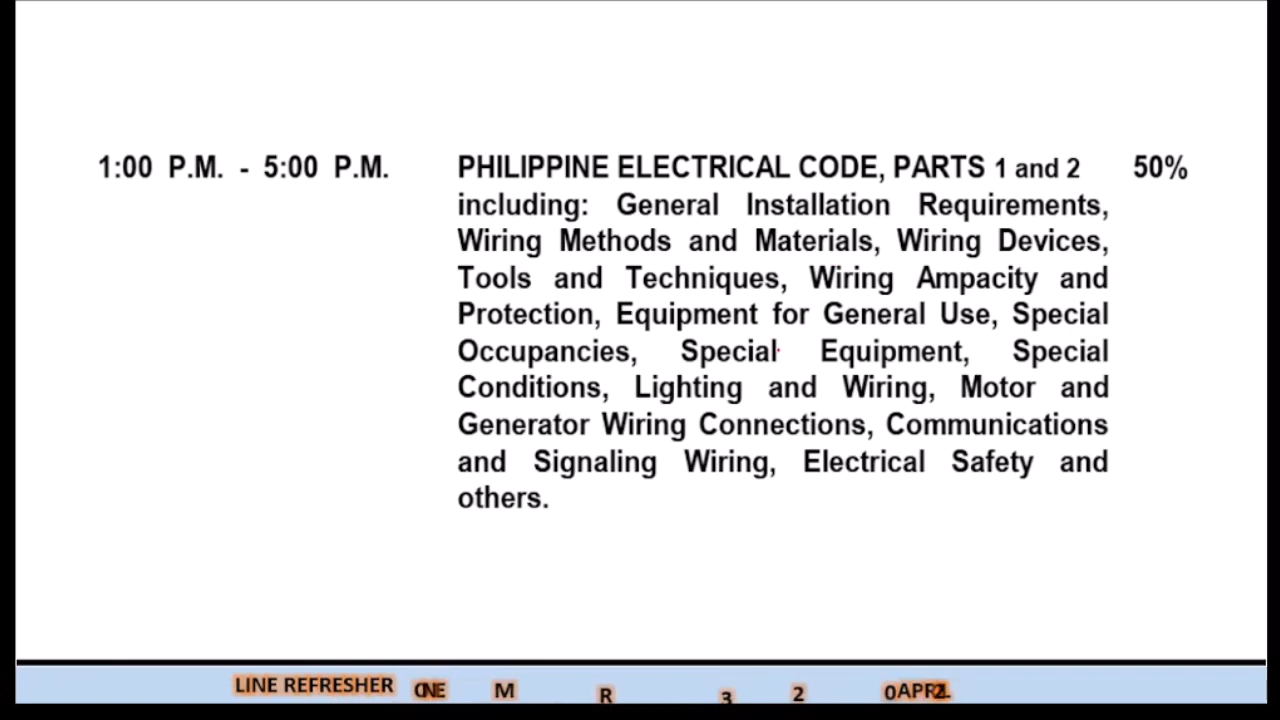 1:00 P.M. - 5:00 P.M. PHILIPPINE ELECTRICAL CODE, PARTS 1 and 2 50%
including: General Installation Requirements,
Wiring Methods and Materials, Wiring Devices,
Tools and Techniques, Wiring Ampacity and
Protection, Equipment for General Use, Special
Occupancies, Special Equipment, Special
Conditions, Lighting and Wiring, Motor and
Generator Wiring Connections, Communications
and Signaling Wiring, Electrical Safety and
others.
LINE REFRESHER M R 3 2